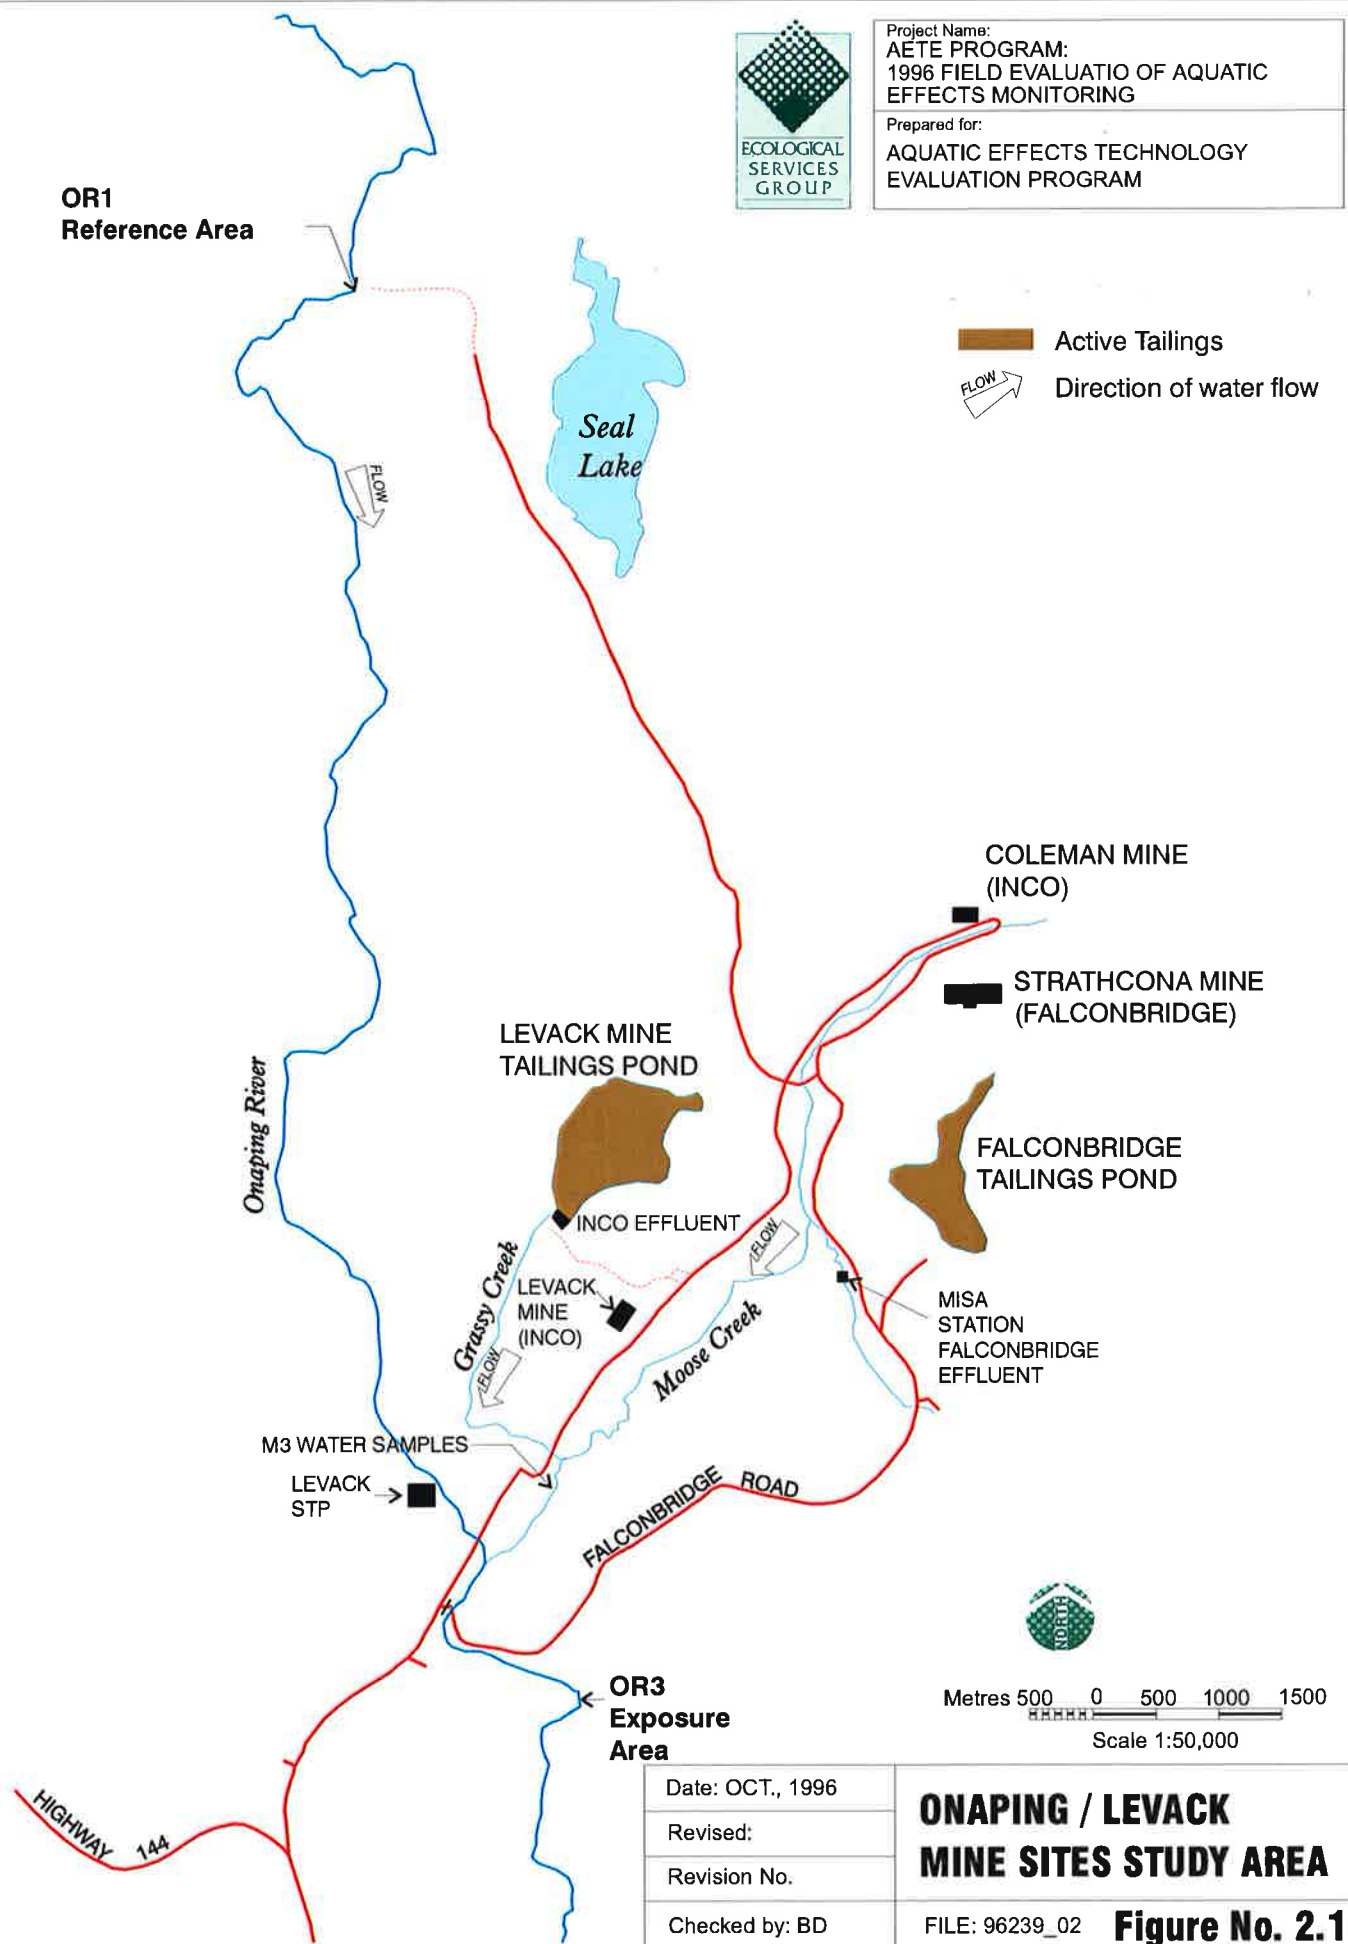 Project Name:
AETE PROGRAM:
1996 FIELD EVALUATIO OF AQUATIC
EFFECTS MONITORING
Prepared for:
AQUATIC EFFECTS TECHNOLOGY
EVALUATION PROGRAM
ECOLOGICAL
SERVICES
GROUP
OR1
Reference Area
Active Tailings
FLOW
Direction of water flow
Seal
Lake
FLOW
COLEMAN MINE
(INCO)
STRATHCONA MINE
(FALCONBRIDGE)
LEVACK MINE
TAILINGS POND
Onaping River
FALCONBRIDGE
TAILINGS POND
INCO EFFLUENT
FLOW
Grassy Creek
LEVACK
MINE
(INCO)
MISA
STATION
FALCONBRIDGE
EFFLUENT
Moose Creek
FLOW
M3 WATER SAMPLES
LEVACK
STP
FALCONBRIDGE ROAD
NORTH
OR3
Exposure
Area
Metres 500 0 500 1000 1500
Scale 1:50,000
HIGHWAY 144
Date: OCT., 1996
Revised:
Revision No.
Checked by: BD
ONAPING / LEVACK
MINE SITES STUDY AREA
FILE: 96239_02
Figure No. 2.1